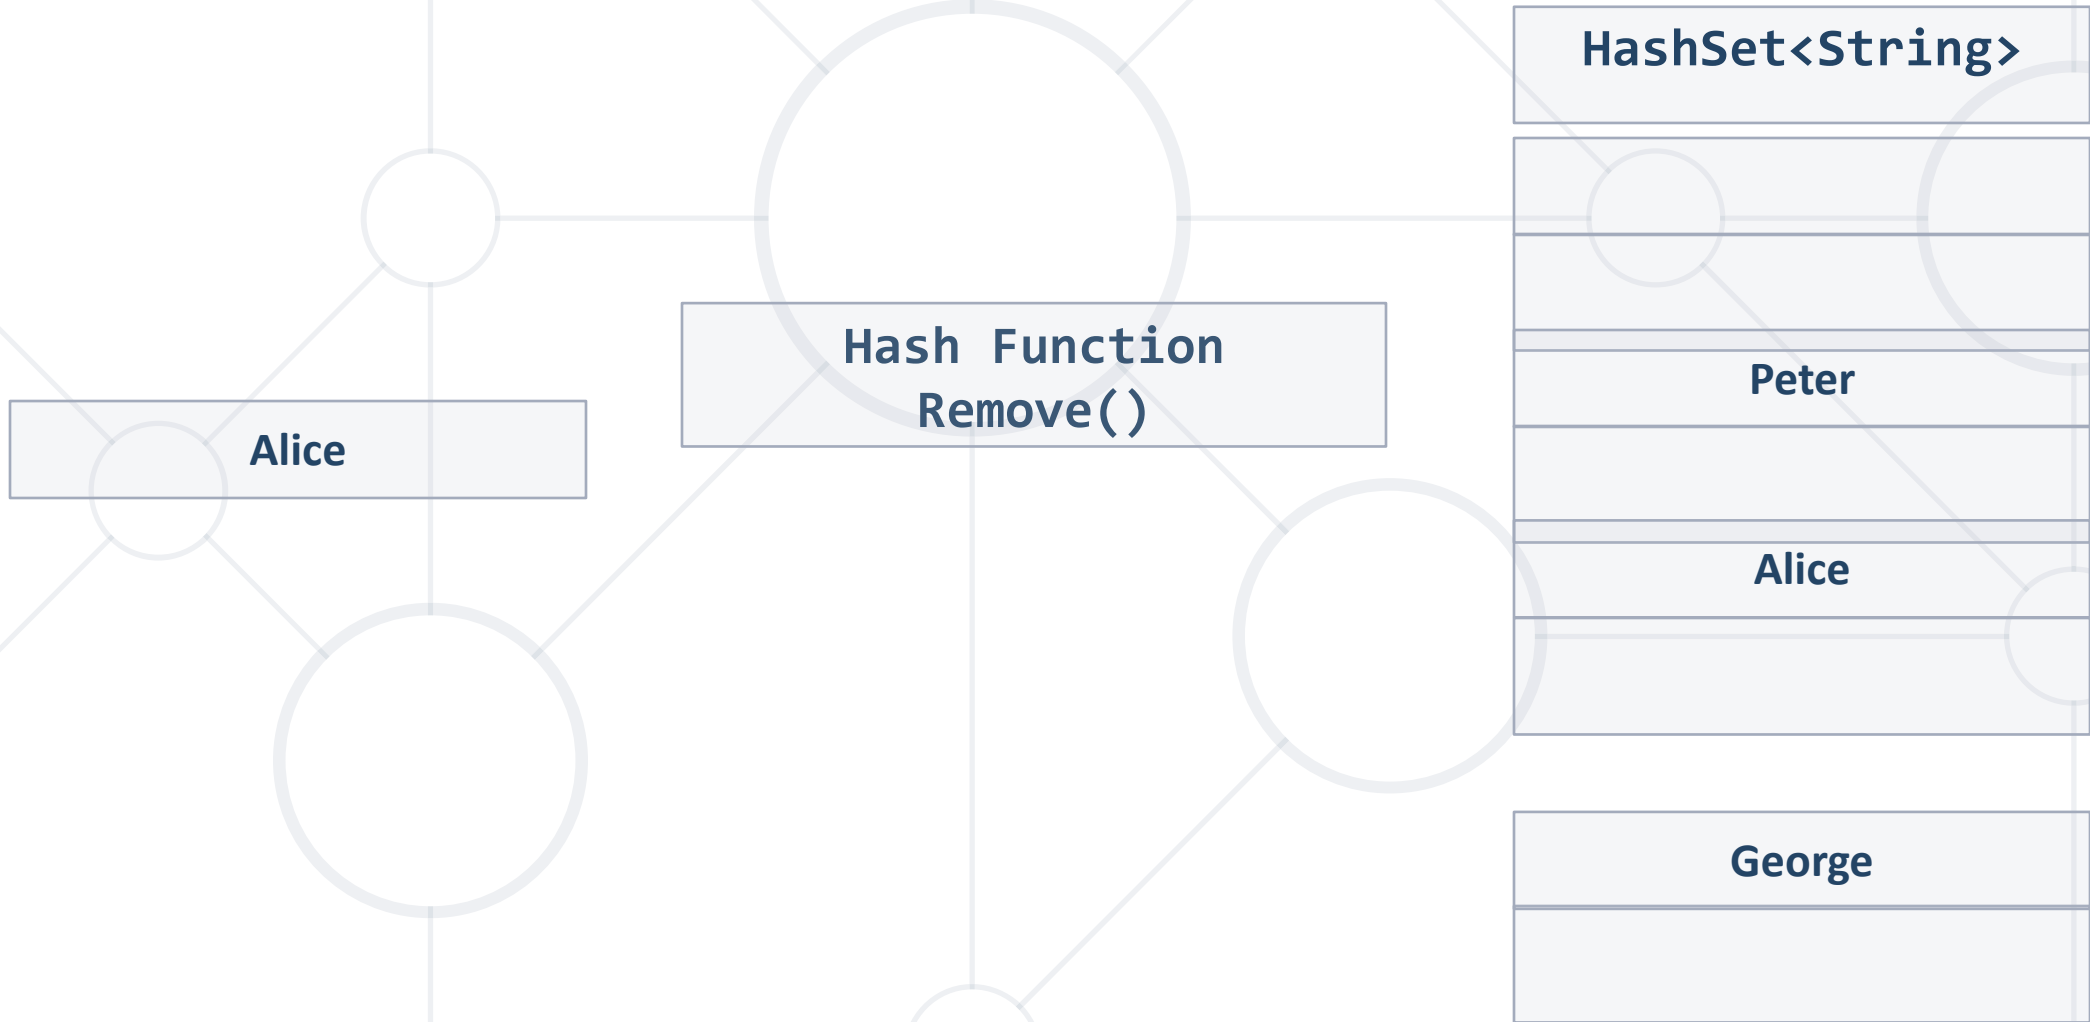 HashSet<String>
Hash Function
Remove()
Alice
Peter
Alice
George